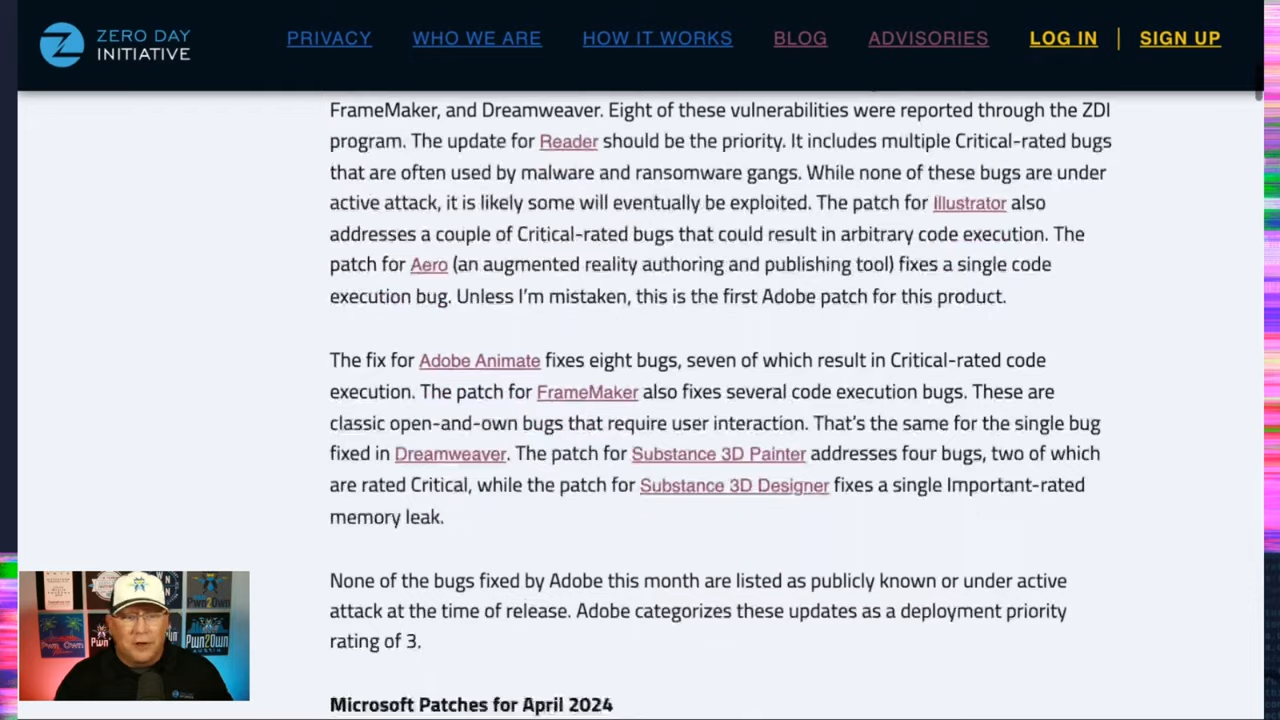 ZERO DAY
INITIATIVE
PRIVACY WHO WE ARE HOW IT WORKS BLOG ADVISORIES LOG IN | SIGN UP
FrameMaker, and Dreamweaver. Eight of these vulnerabilities were reported through the ZDI
program. The update for Reader should be the priority. It includes multiple Critical-rated bugs
that are often used by malware and ransomware gangs. While none of these bugs are under
active attack, it is likely some will eventually be exploited. The patch for Illustrator also
addresses a couple of Critical-rated bugs that could result in arbitrary code execution. The
patch for Aero (an augmented reality authoring and publishing tool) fixes a single code
execution bug. Unless I’m mistaken, this is the first Adobe patch for this product.
The fix for Adobe Animate fixes eight bugs, seven of which result in Critical-rated code
execution. The patch for FrameMaker also fixes several code execution bugs. These are
classic open-and-own bugs that require user interaction. That’s the same for the single bug
fixed in Dreamweaver. The patch for Substance 3D Painter addresses four bugs, two of which
are rated Critical, while the patch for Substance 3D Designer fixes a single Important-rated
memory leak.
None of the bugs fixed by Adobe this month are listed as publicly known or under active
attack at the time of release. Adobe categorizes these updates as a deployment priority
rating of 3.
Microsoft Patches for April 2024
Pwn2Own
Pwn_Own
Pwn
Pwn2Own